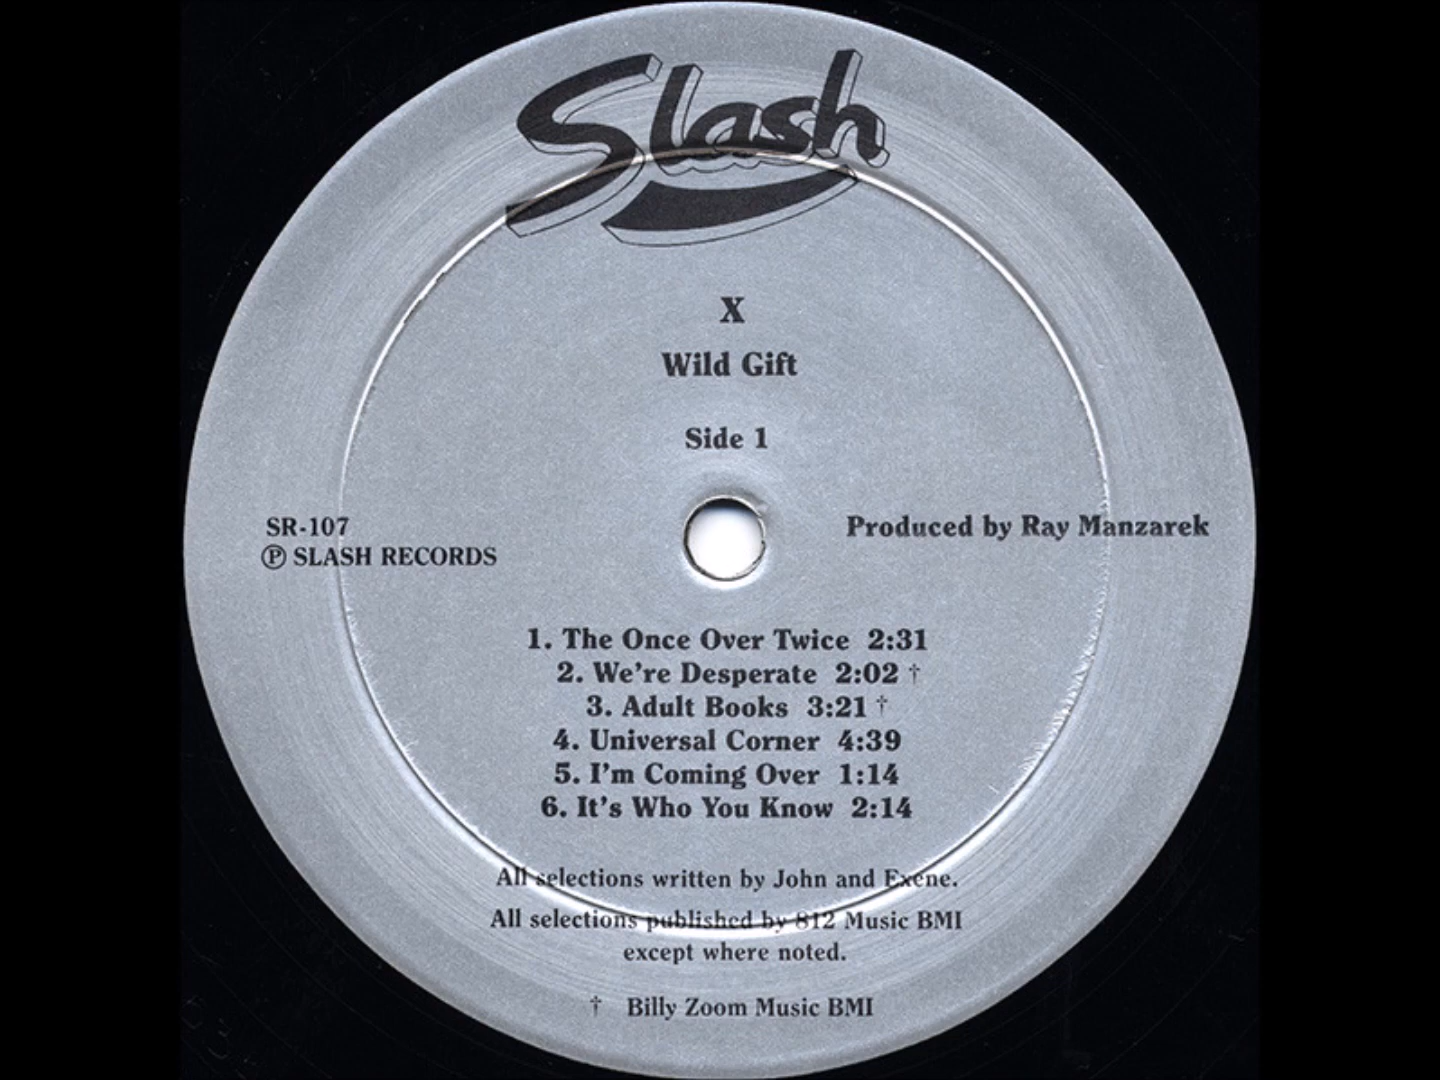 Slash
X
Wild Gift
Side 1
SR-107
Ⓟ SLASH RECORDS
Produced by Ray Manzarek
1. The Once Over Twice 2:31
2. We're Desperate 2:02 †
3. Adult Books 3:21 †
4. Universal Corner 4:39
5. I'm Coming Over 1:14
6. It's Who You Know 2:14
All selections written by John and Exene.
All selections published by 812 Music BMI
except where noted.
† Billy Zoom Music BMI